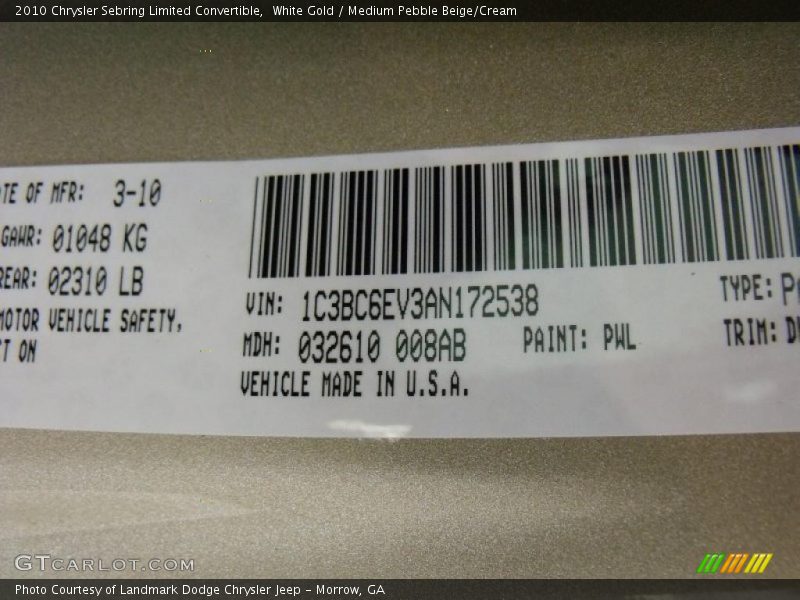 2010 Chrysler Sebring Limited Convertible,  White Gold / Medium Pebble Beige/Cream
OF MFR: 3-10
GAWR: 01048 KG
REAR: 02310 LB
MOTOR VEHICLE SAFETY,
ON
VIN: 1C3BC6EV3AN172538
MDH: 032610 008AB PAINT: PWL
VEHICLE MADE IN U.S.A.
TYPE:
TRIM:
GTCARLOT.COM
Photo Courtesy of Landmark Dodge Chrysler Jeep – Morrow, GA